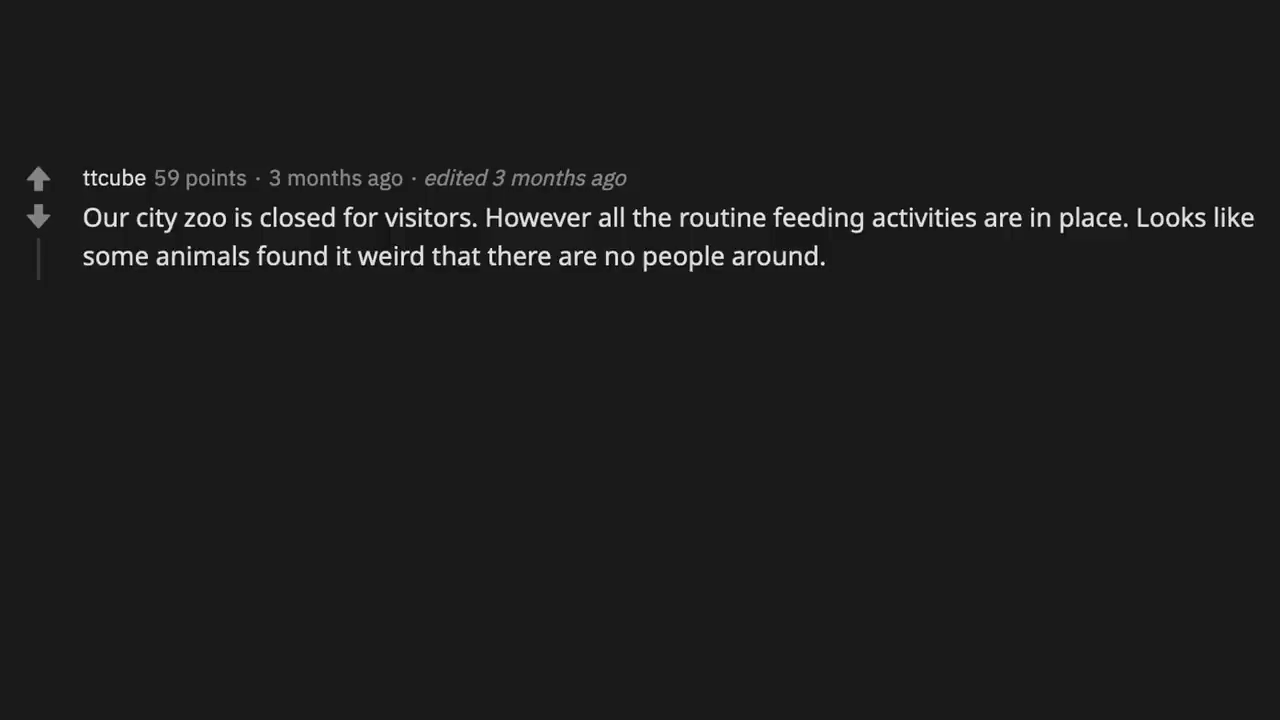 ttcube 59 points · 3 months ago · edited 3 months ago
Our city zoo is closed for visitors. However all the routine feeding activities are in place. Looks like
some animals found it weird that there are no people around.